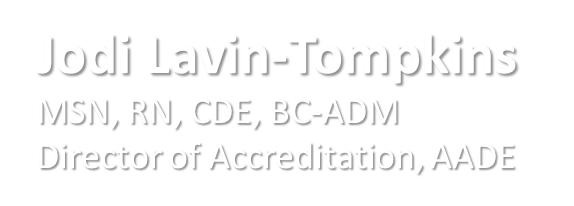 Jodi Lavin-Tompkins
MSN, RN, CDE, BC-ADM
Director of Accreditation, AADE